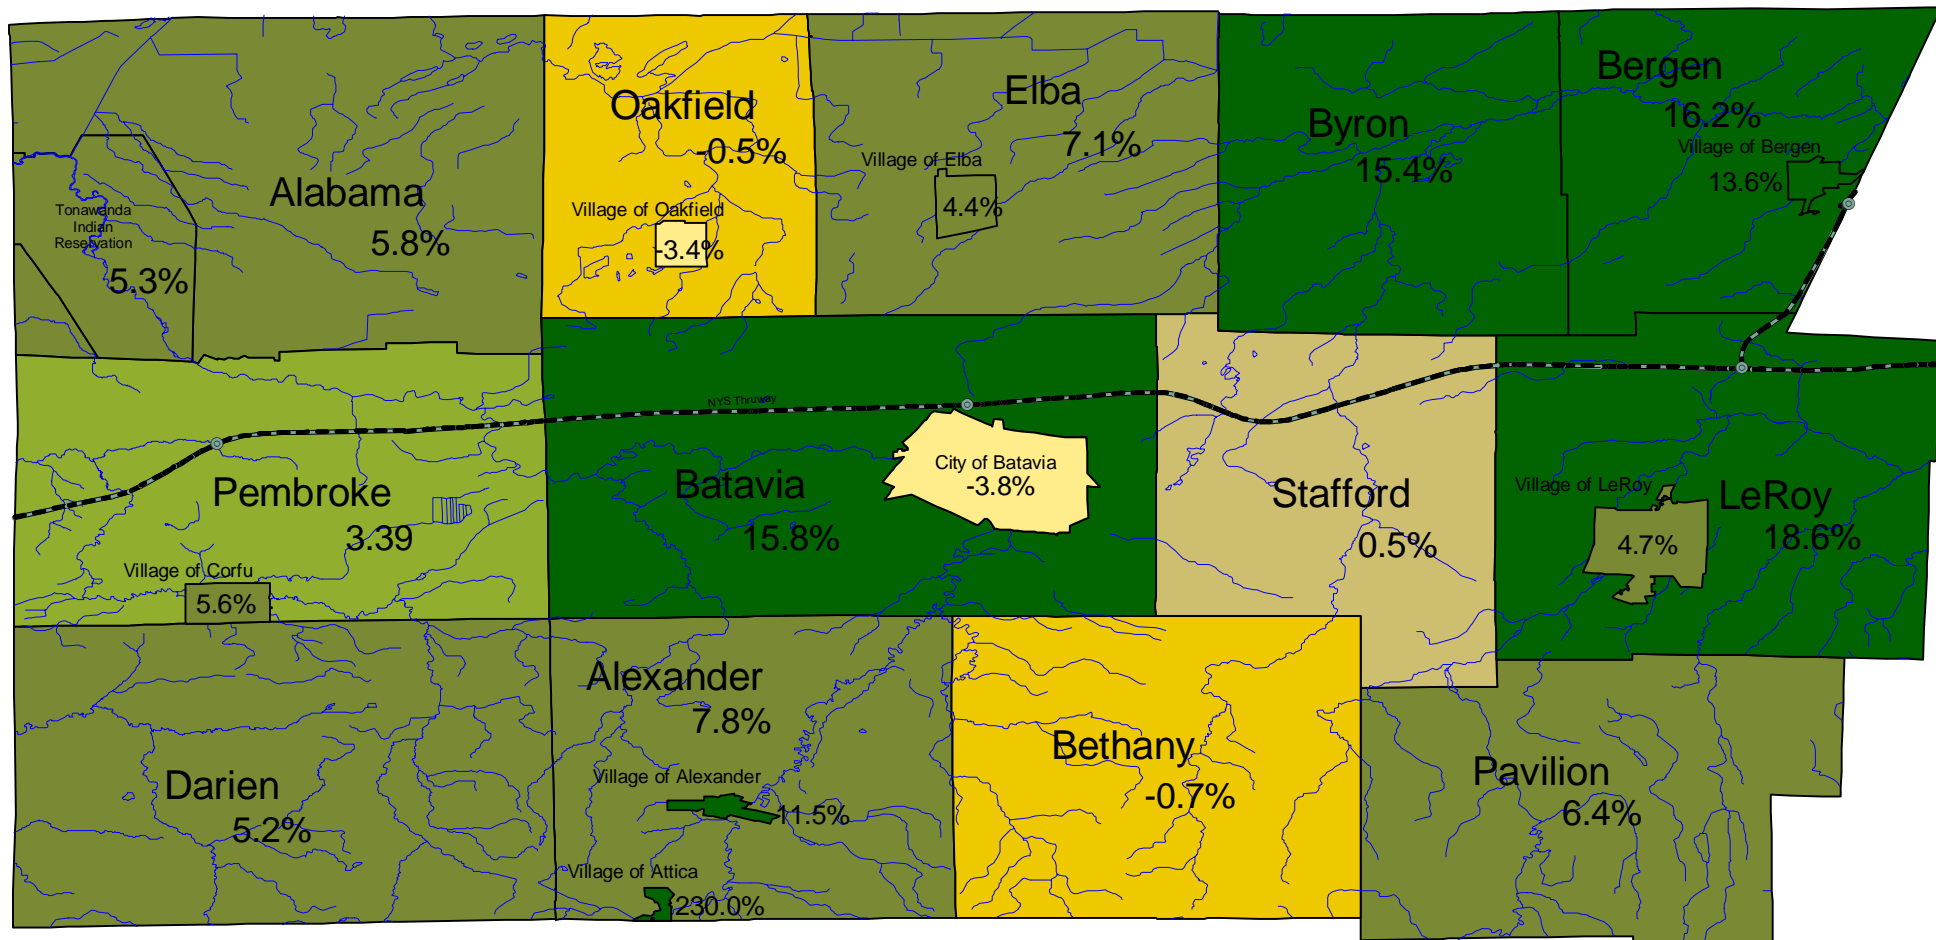 Bergen
16.2%
Village of Bergen
13.6%
Elba
7.1%
Village of Elba
4.4%
Oakfield
-0.5%
Village of Oakfield
-3.4%
Byron
15.4%
Alabama
5.8%
Tonawanda
Indian
Reservation
5.3%
NYS Thruway
City of Batavia
-3.8%
Batavia
15.8%
Pembroke
3.39
Village of Corfu
5.6%
Stafford
0.5%
Village of LeRoy
4.7%
LeRoy
18.6%
Alexander
7.8%
Village of Alexander
11.5%
Village of Attica
230.0%
Bethany
-0.7%
Darien
5.2%
Pavilion
6.4%